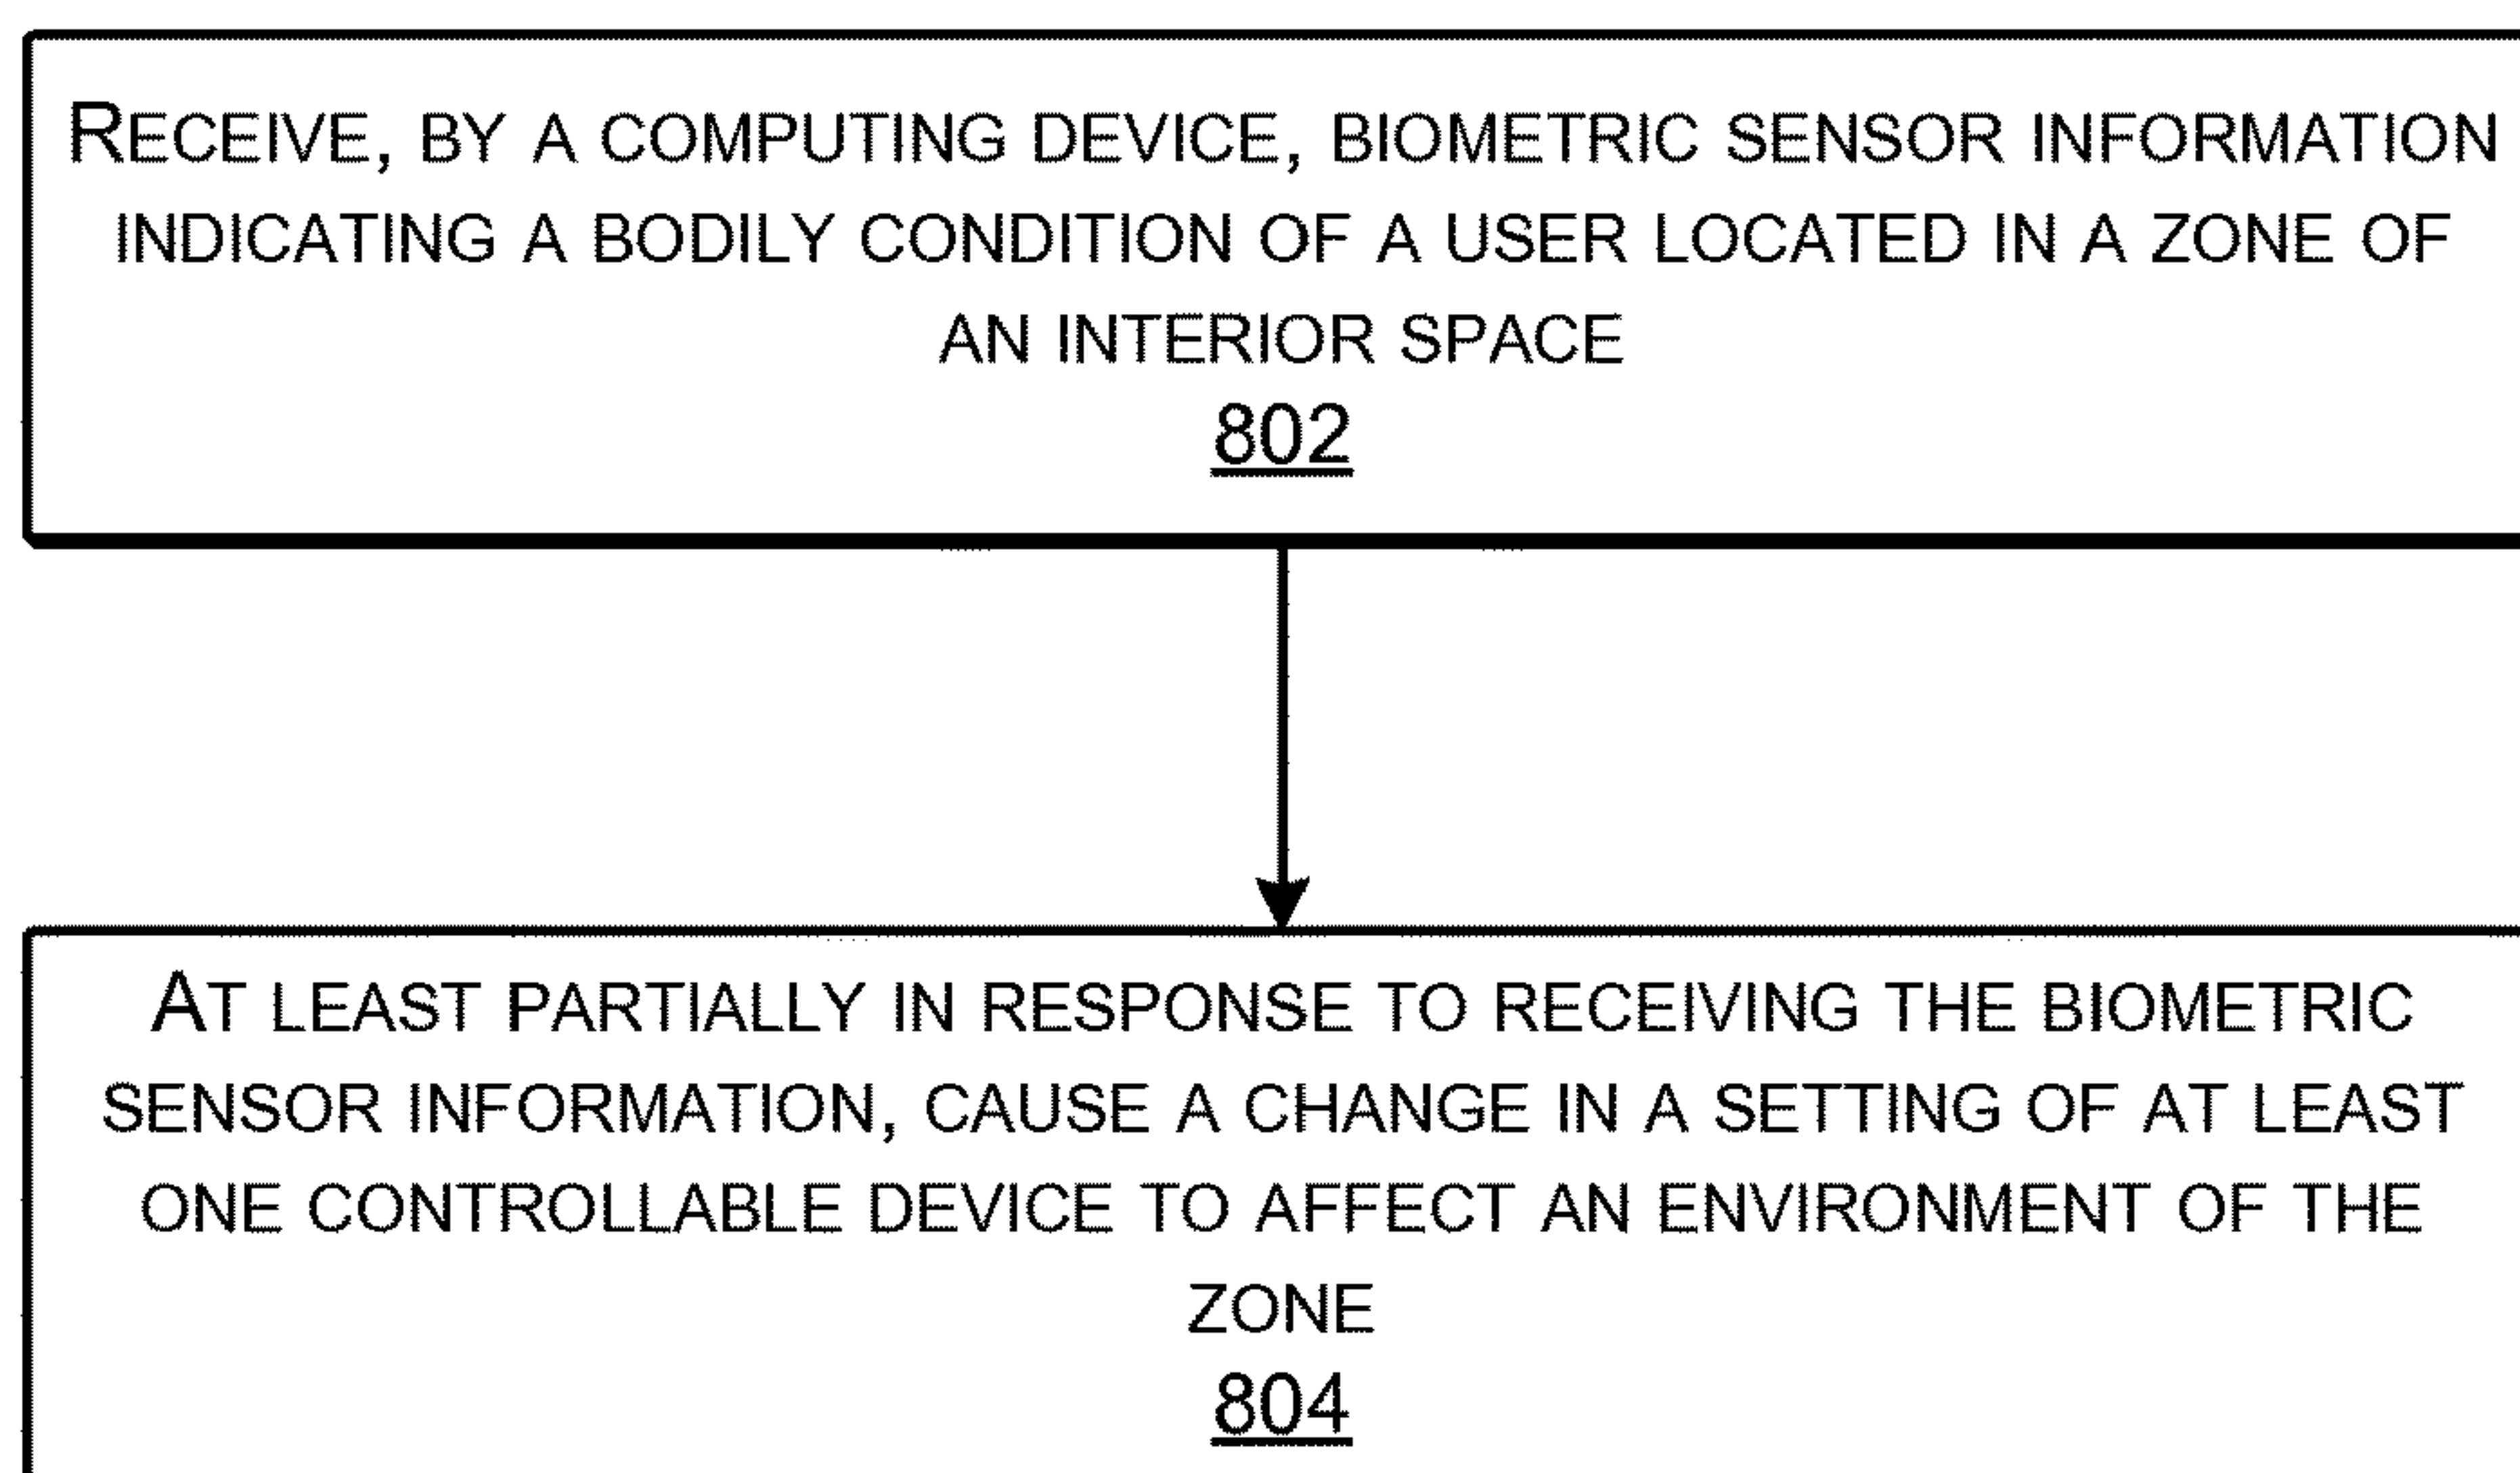 RECEIVE, BY A COMPUTING DEVICE, BIOMETRIC SENSOR INFORMATION
INDICATING A BODILY CONDITION OF A USER LOCATED IN A ZONE OF
AN INTERIOR SPACE
802
AT LEAST PARTIALLY IN RESPONSE TO RECEIVING THE BIOMETRIC
SENSOR INFORMATION, CAUSE A CHANGE IN A SETTING OF AT LEAST
ONE CONTROLLABLE DEVICE TO AFFECT AN ENVIRONMENT OF THE
ZONE
804